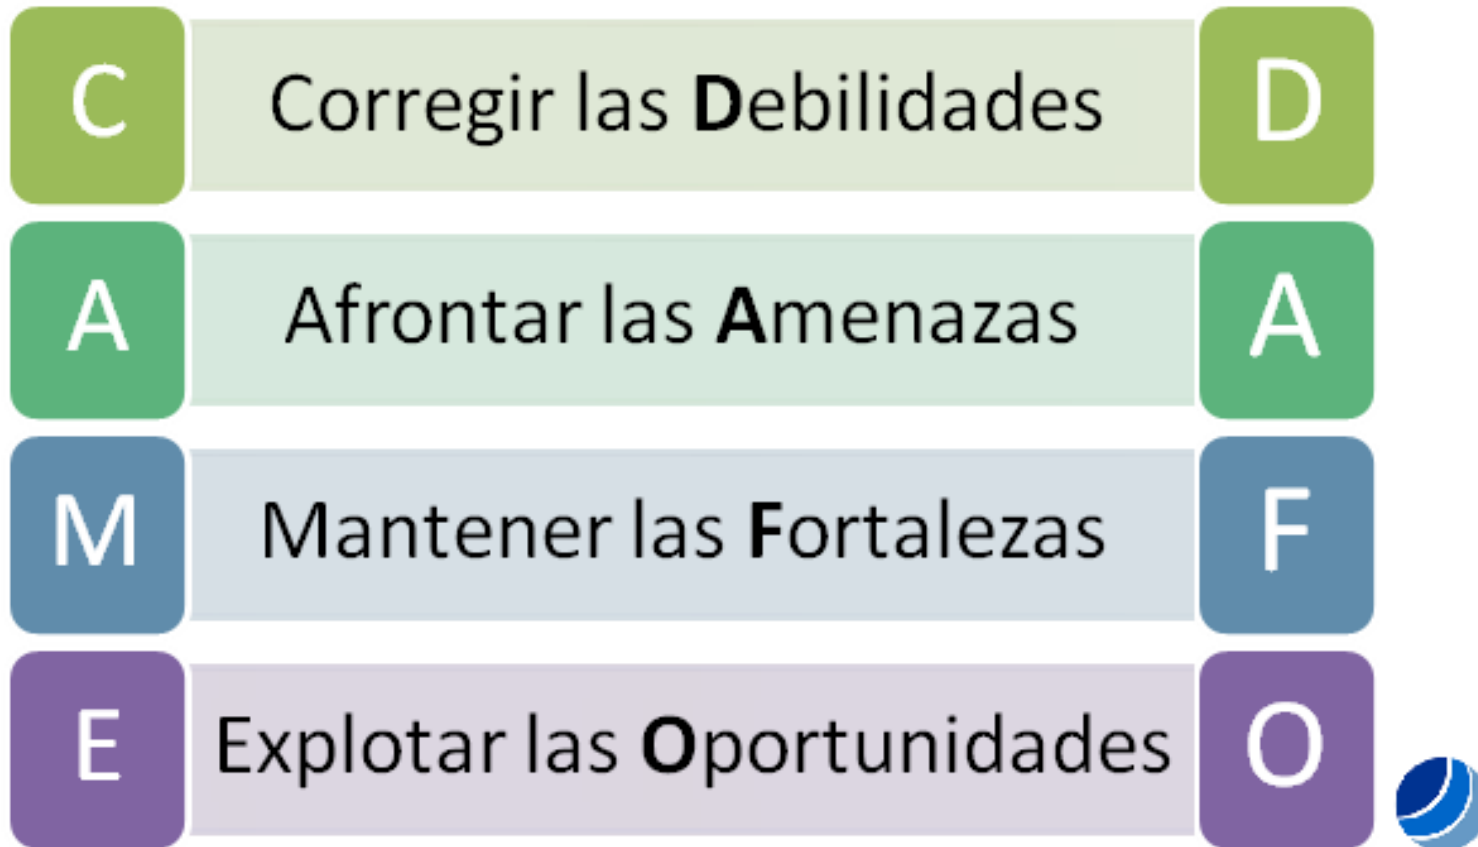 C Corregir las Debilidades D
A Afrontar las Amenazas A
M Mantener las Fortalezas F
E Explotar las Oportunidades O